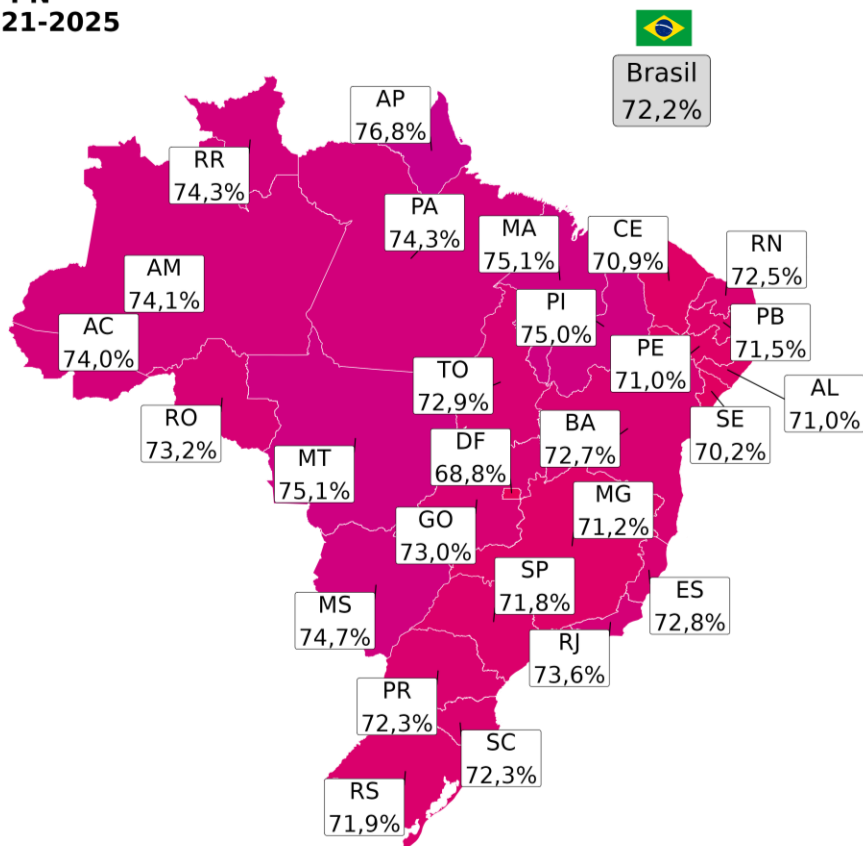 21-2025
Brasil
72,2%
AP
76,8%
RR
74,3%
PA
74,3%
MA
75,1%
CE
70,9%
RN
72,5%
AM
74,1%
PI
75,0%
PB
71,5%
AC
74,0%
PE
71,0%
TO
72,9%
AL
71,0%
RO
73,2%
BA
72,7%
SE
70,2%
DF
68,8%
MT
75,1%
MG
71,2%
GO
73,0%
SP
71,8%
ES
72,8%
MS
74,7%
RJ
73,6%
PR
72,3%
SC
72,3%
RS
71,9%